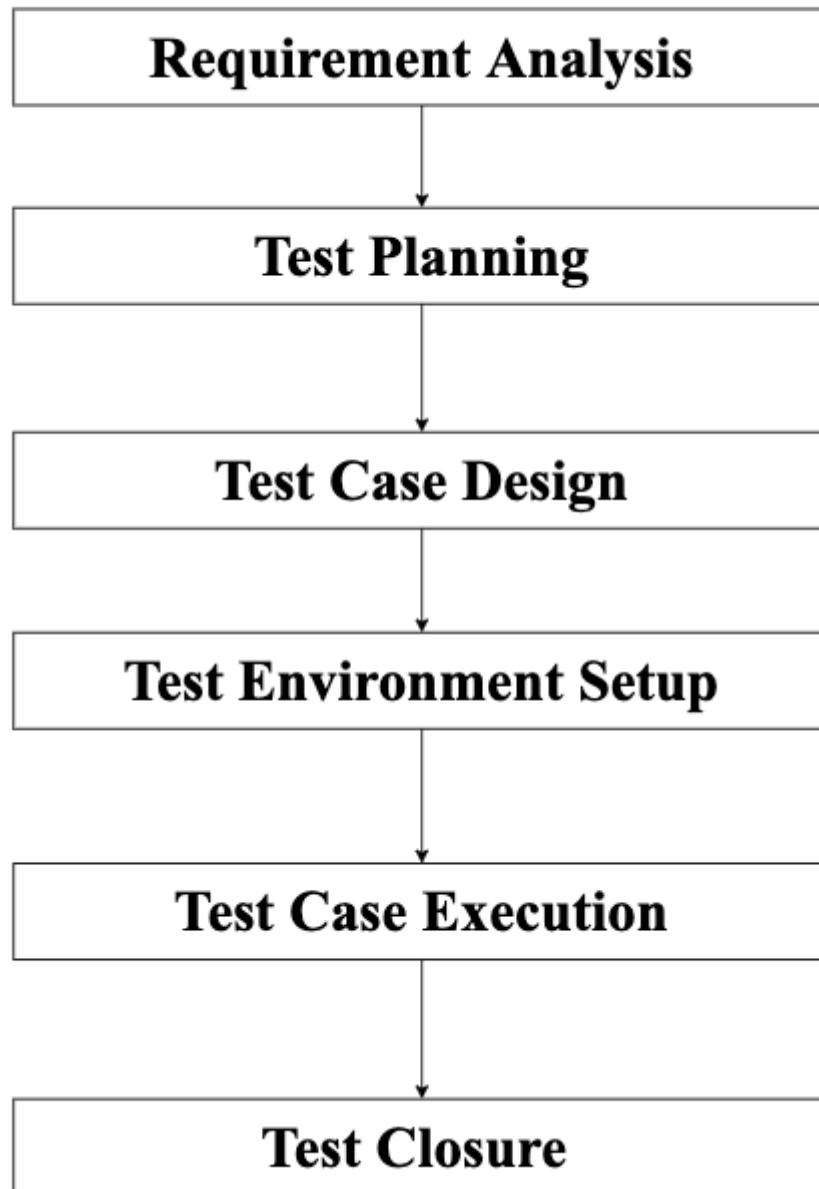 Requirement Analysis
Test Planning
Test Case Design
Test Environment Setup
Test Case Execution
Test Closure